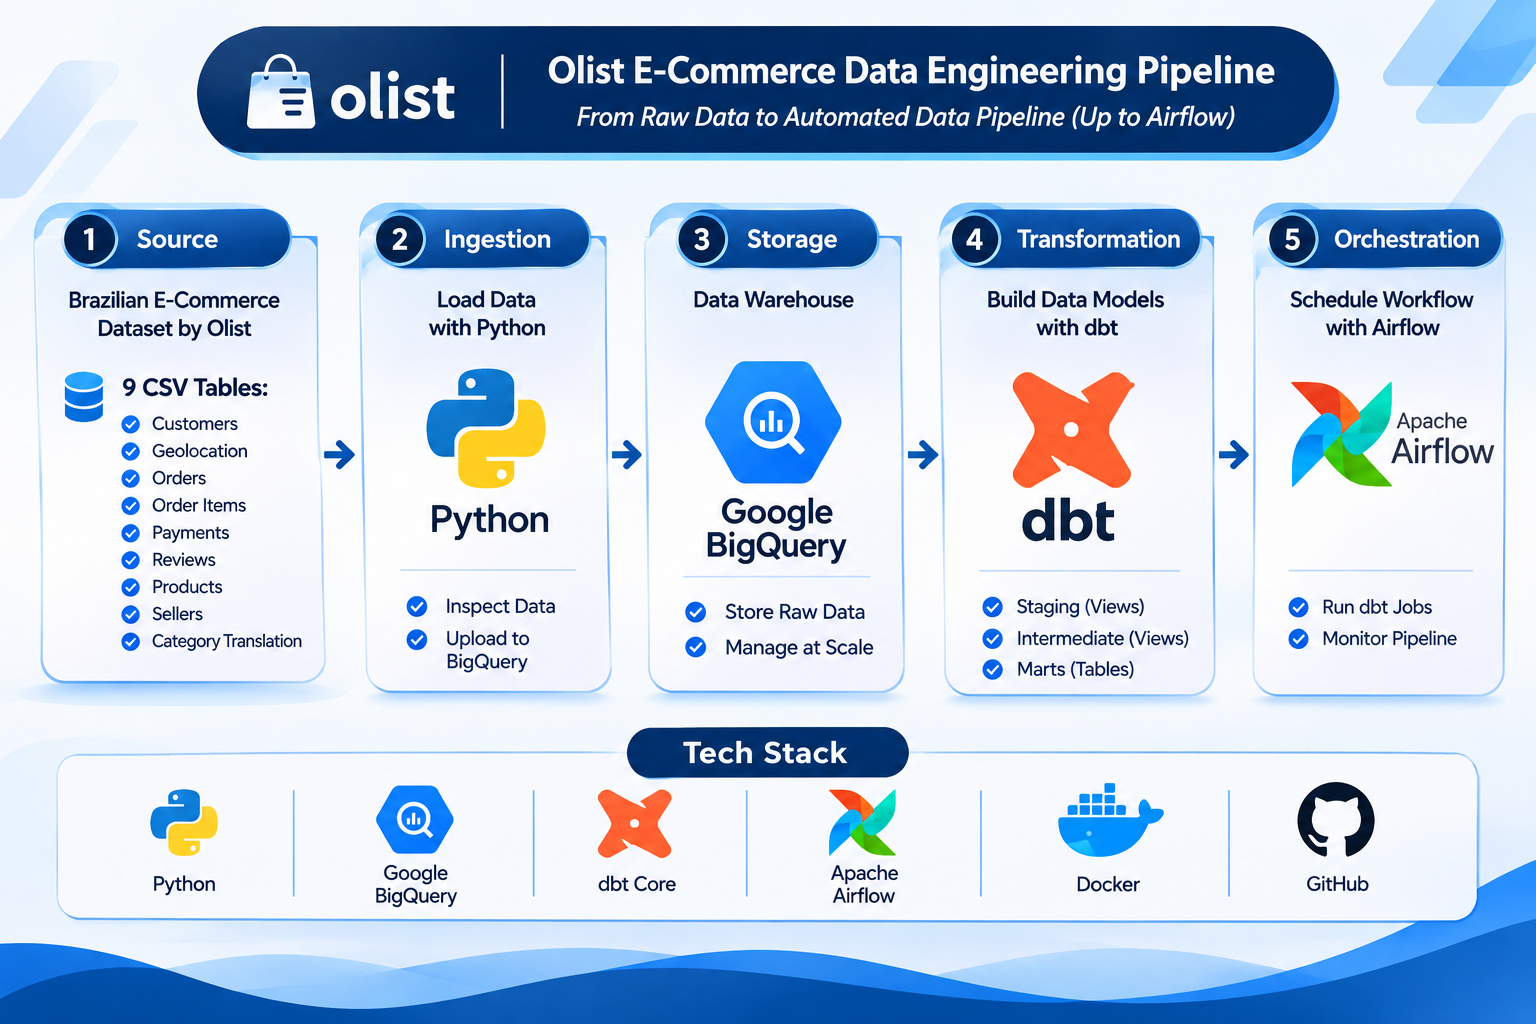 olist
Olist E-Commerce Data Engineering Pipeline
From Raw Data to Automated Data Pipeline (Up to Airflow)
1 Source
Brazilian E-Commerce
Dataset by Olist
9 CSV Tables:
Customers
Geolocation
Orders
Order Items
Payments
Reviews
Products
Sellers
Category Translation
2 Ingestion
Load Data
with Python
Python
Inspect Data
Upload to
BigQuery
3 Storage
Data Warehouse
Google
BigQuery
Store Raw Data
Manage at Scale
4 Transformation
Build Data Models
with dbt
dbt
Staging (Views)
Intermediate (Views)
Marts (Tables)
5 Orchestration
Schedule Workflow
with Airflow
Apache
Airflow
Run dbt Jobs
Monitor Pipeline
Tech Stack
Python
Google
BigQuery
dbt Core
Apache
Airflow
Docker
GitHub